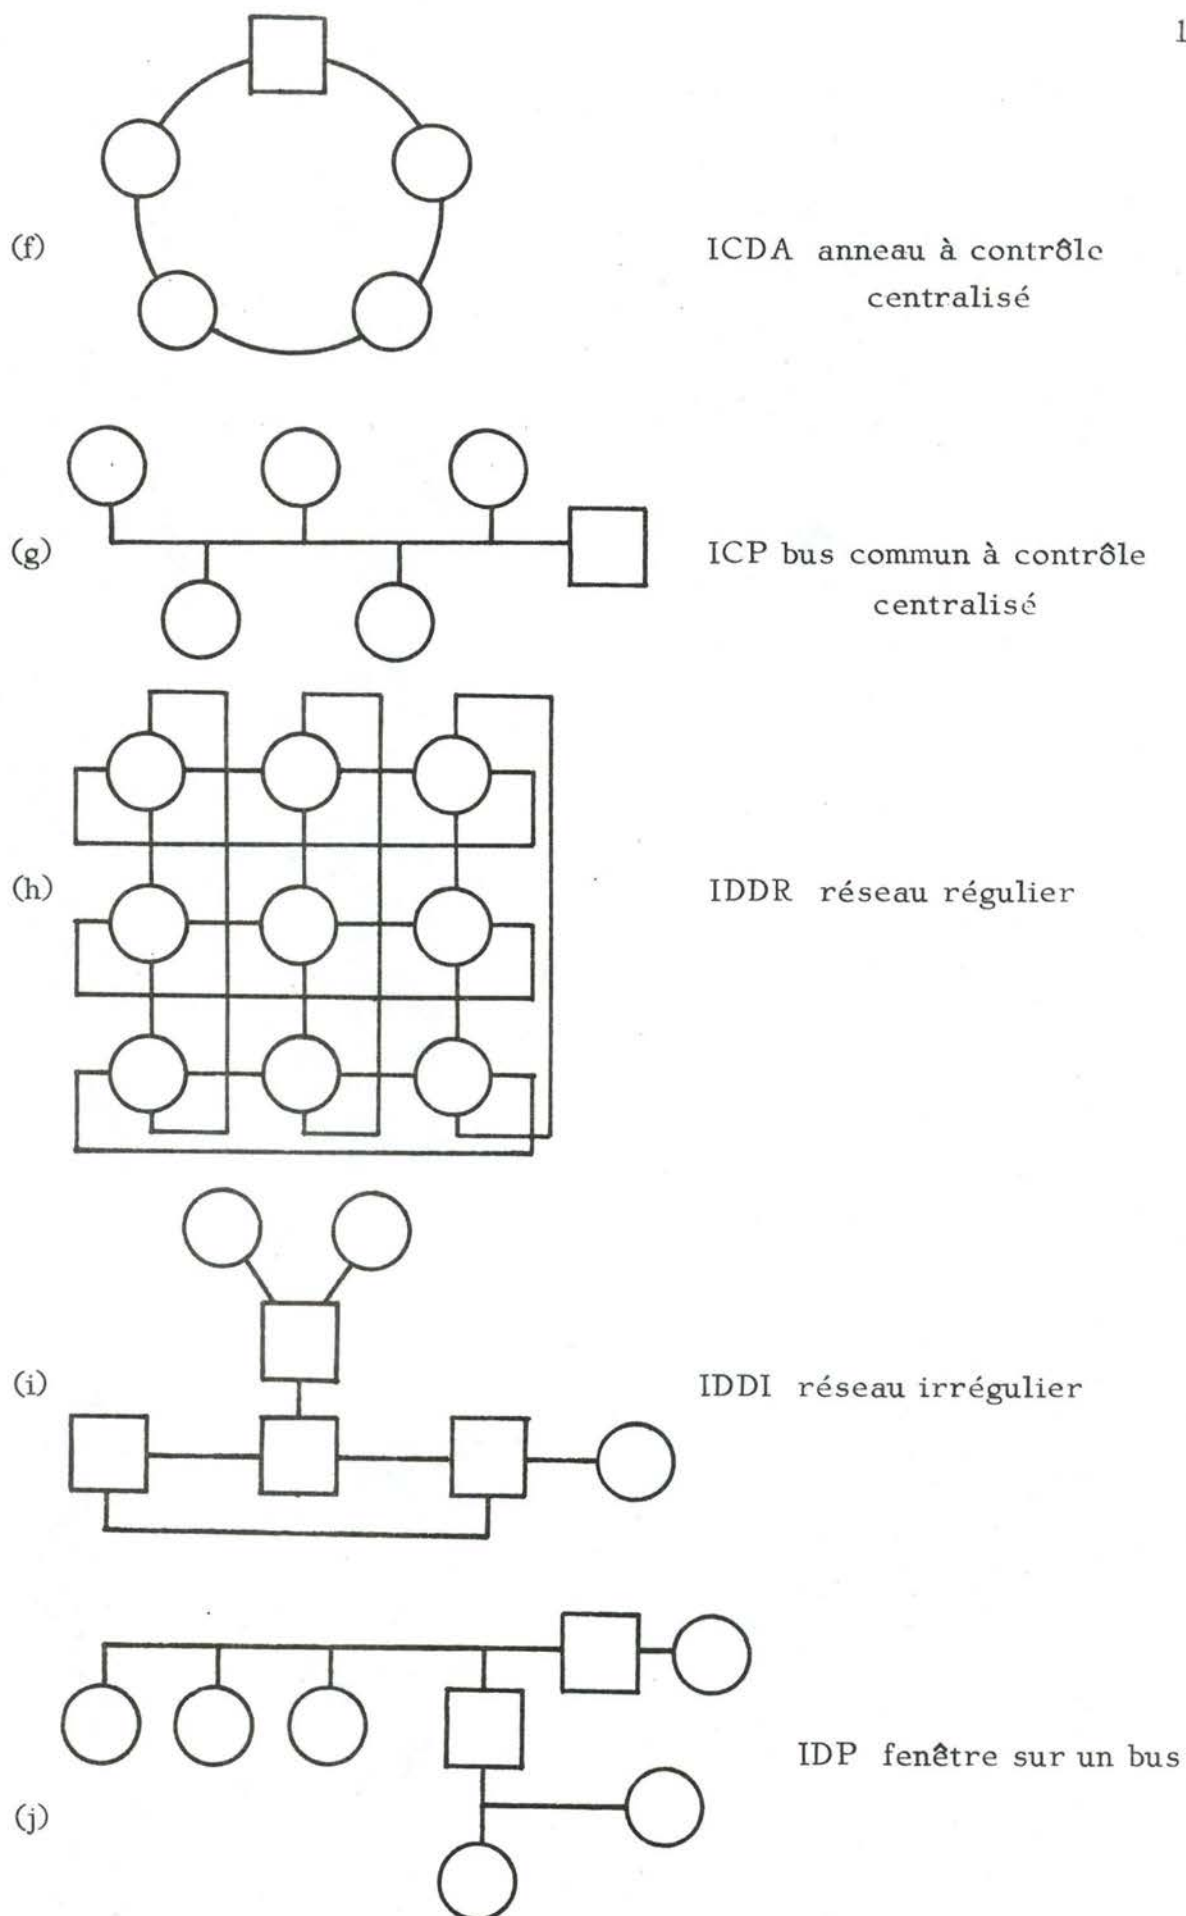 1
(f)
ICDA anneau à contrôle
centralisé
(g)
ICP bus commun à contrôle
centralisé
(h)
IDDR réseau régulier
(i)
IDDI réseau irrégulier
IDP fenêtre sur un bus
(j)